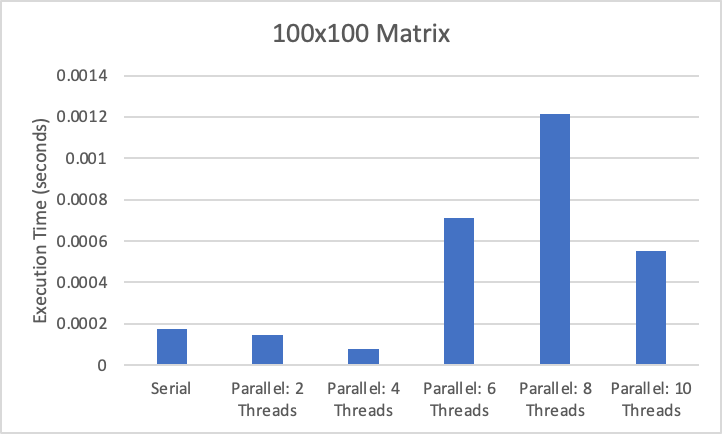 100x100 Matrix
Execution Time (seconds)
0.0014
0.0012
0.001
0.0008
0.0006
0.0004
0.0002
0
Serial
Parallel: 2
Threads
Parallel: 4
Threads
Parallel: 6
Threads
Parallel: 8
Threads
Parallel: 10
Threads